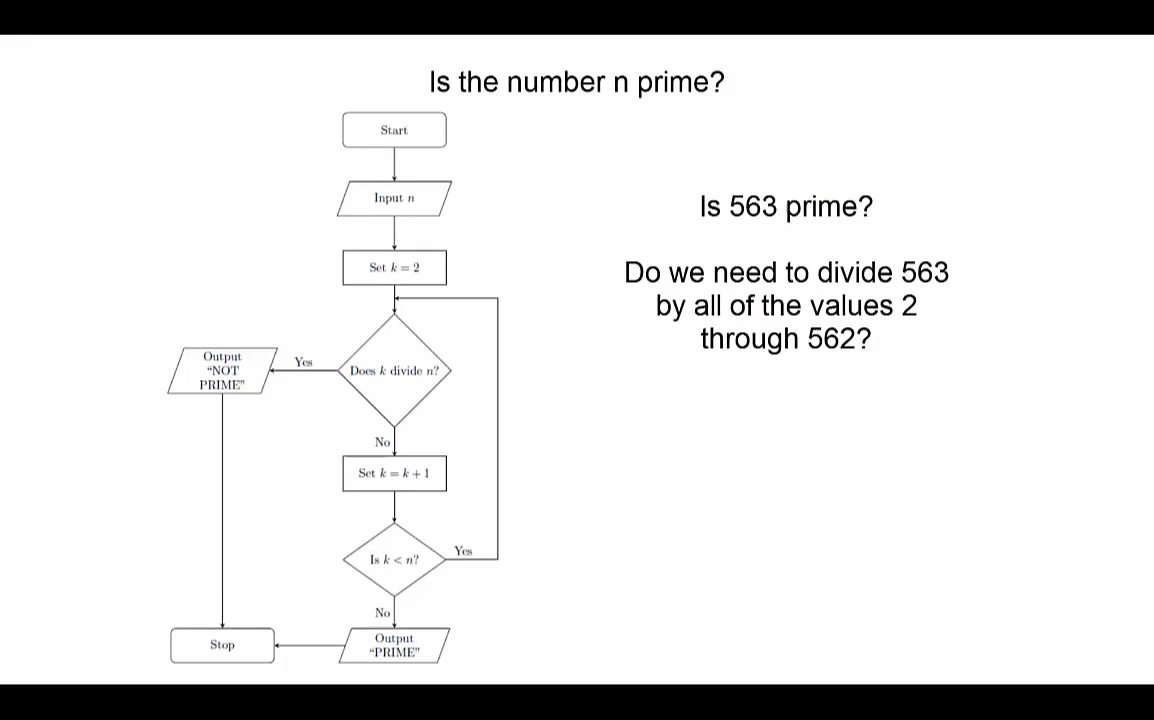 Is the number n prime?
Start
Input n
Set k = 2
Does k divide n?
Yes
Output
“NOT
PRIME”
No
Set k = k + 1
Is k < n?
Yes
No
Output
“PRIME”
Stop
Is 563 prime?
Do we need to divide 563
by all of the values 2
through 562?